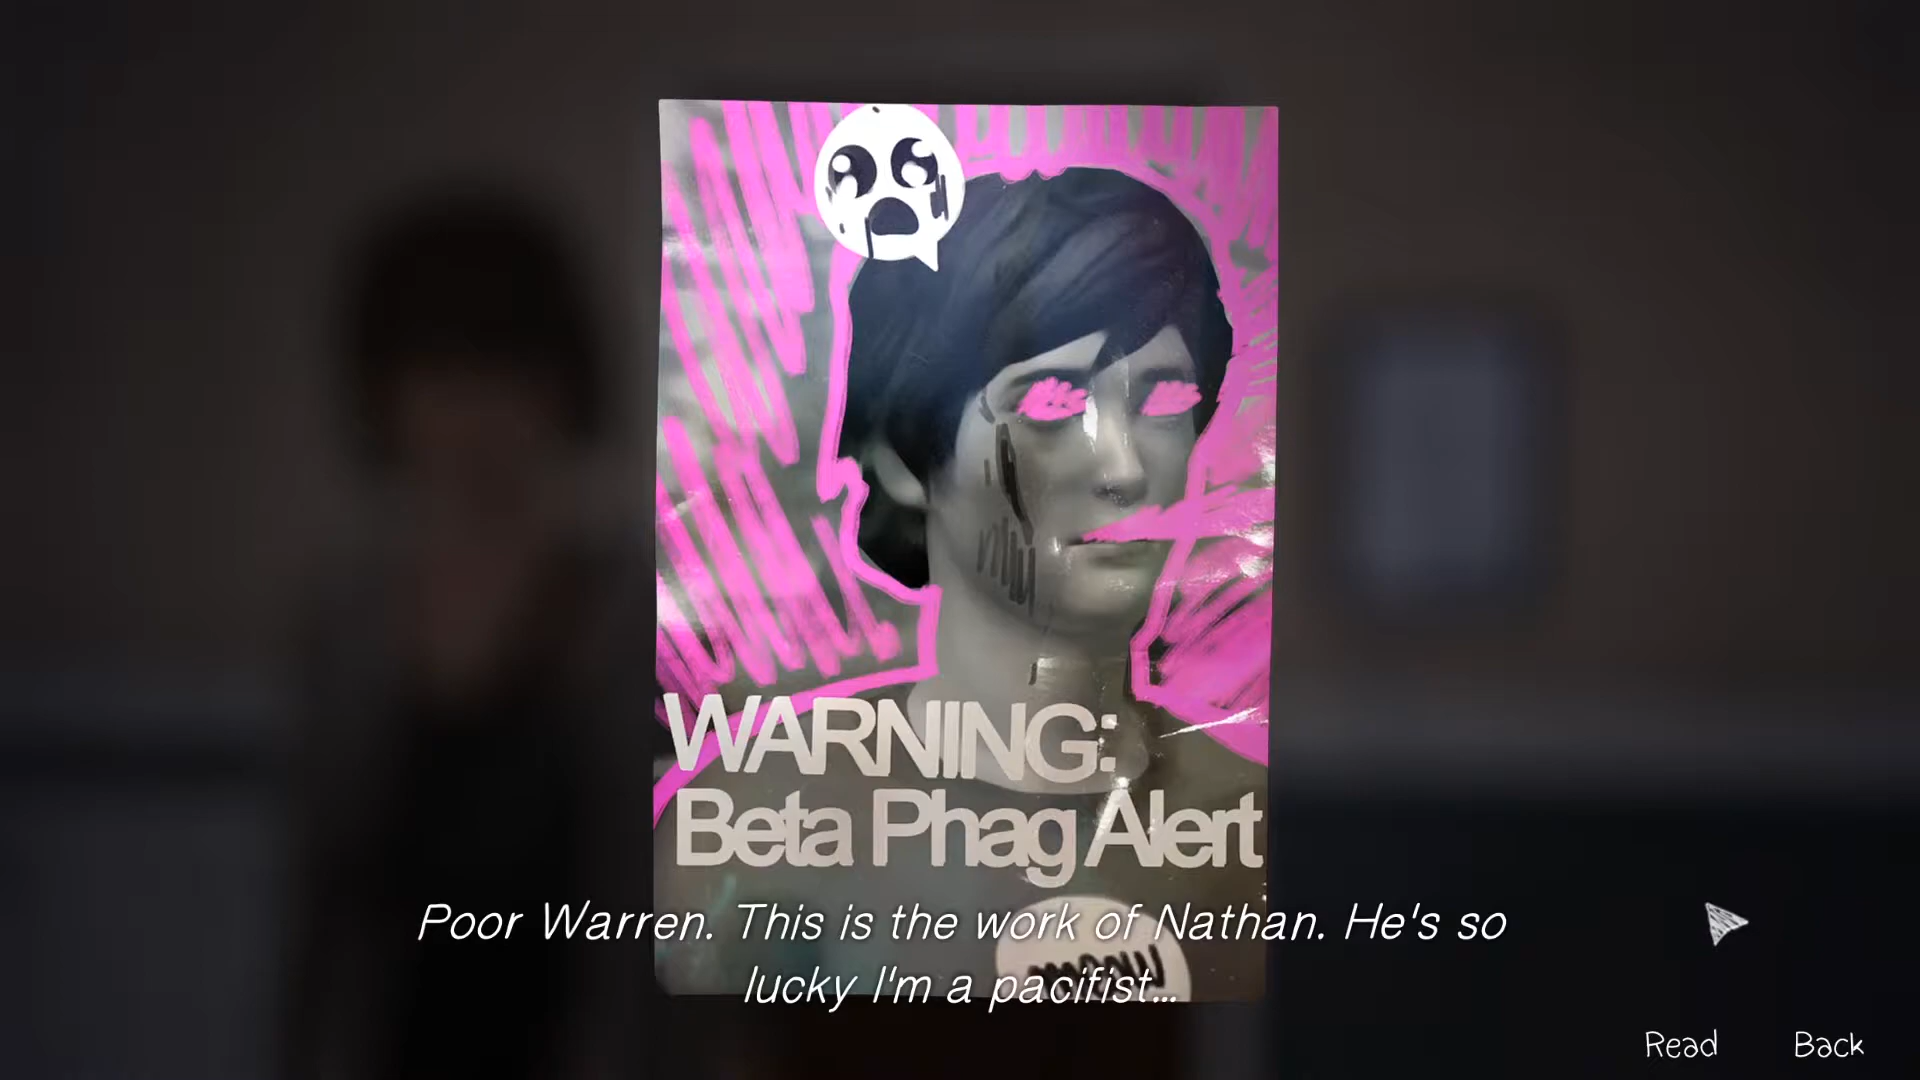 WARNING:
Beta Phag Alert
Poor Warren. This is the work of Nathan. He's so
lucky I'm a pacifist...
Read
Back